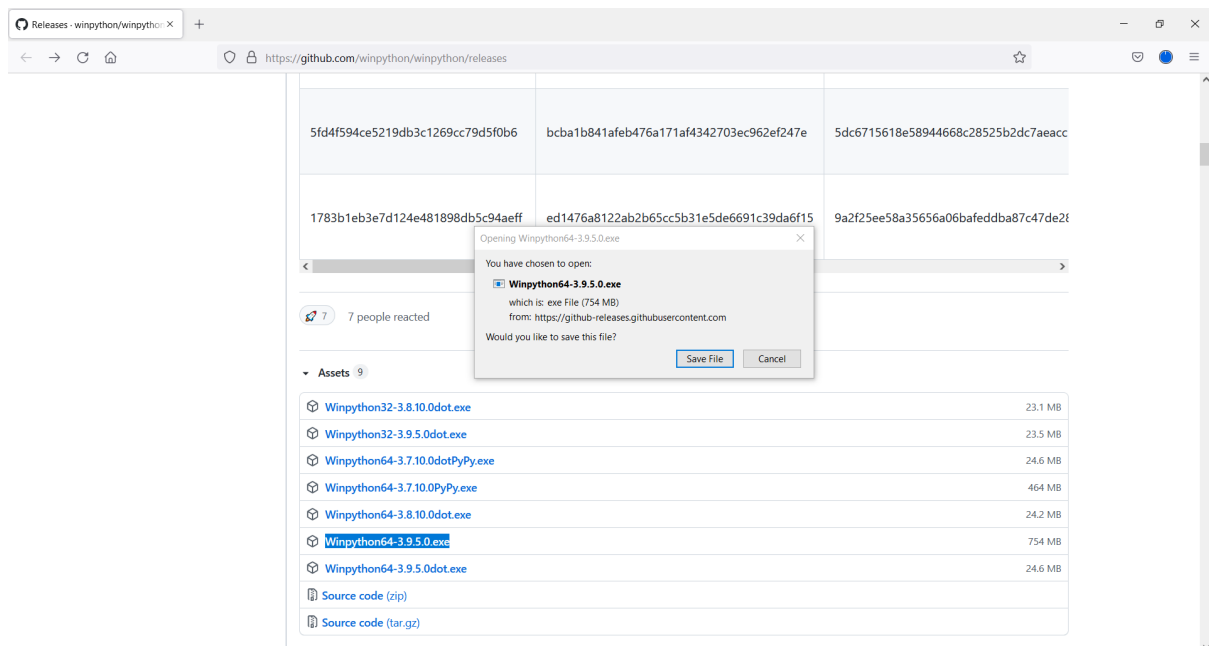 Releases · winpython/winpython
https://github.com/winpython/winpython/releases
5fd4f594ce5219db3c1269cc79d5f0b6 bcba1b841afeb476a171af4342703ec962ef247e 5dc6715618e58944668c28525b2dc7aeacc
1783b1eb3e7d124e481898db5c94aeff ed1476a8122ab2b65cc5b31e5de6691c39da6f15 9a2f25ee58a35656a06bafeddba87c47de28
Opening Winpython64-3.9.5.0.exe
You have chosen to open:
Winpython64-3.9.5.0.exe
which is: exe File (754 MB)
from: https://github-releases.githubusercontent.com
Would you like to save this file?
Save File Cancel
7 7 people reacted
Assets 9
Winpython32-3.8.10.0dot.exe 23.1 MB
Winpython32-3.9.5.0dot.exe 23.5 MB
Winpython64-3.7.10.0dotPyPy.exe 24.6 MB
Winpython64-3.7.10.0PyPy.exe 464 MB
Winpython64-3.8.10.0dot.exe 24.2 MB
Winpython64-3.9.5.0.exe 754 MB
Winpython64-3.9.5.0dot.exe 24.6 MB
Source code (zip)
Source code (tar.gz)